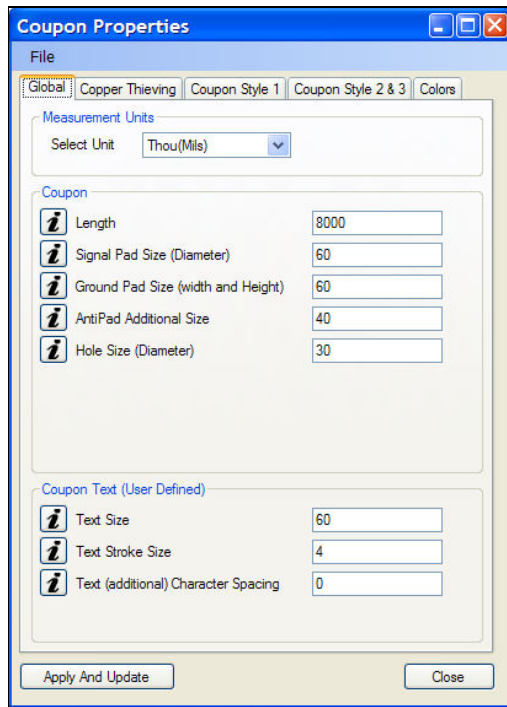 Coupon Properties
File
Global Copper Thieving Coupon Style 1 Coupon Style 2 & 3 Colors
Measurement Units
Select Unit Thou(Mils)
Coupon
i Length 8000
i Signal Pad Size (Diameter) 60
i Ground Pad Size (width and Height) 60
i AntiPad Additional Size 40
i Hole Size (Diameter) 30
Coupon Text (User Defined)
i Text Size 60
i Text Stroke Size 4
i Text (additional) Character Spacing 0
Apply And Update Close